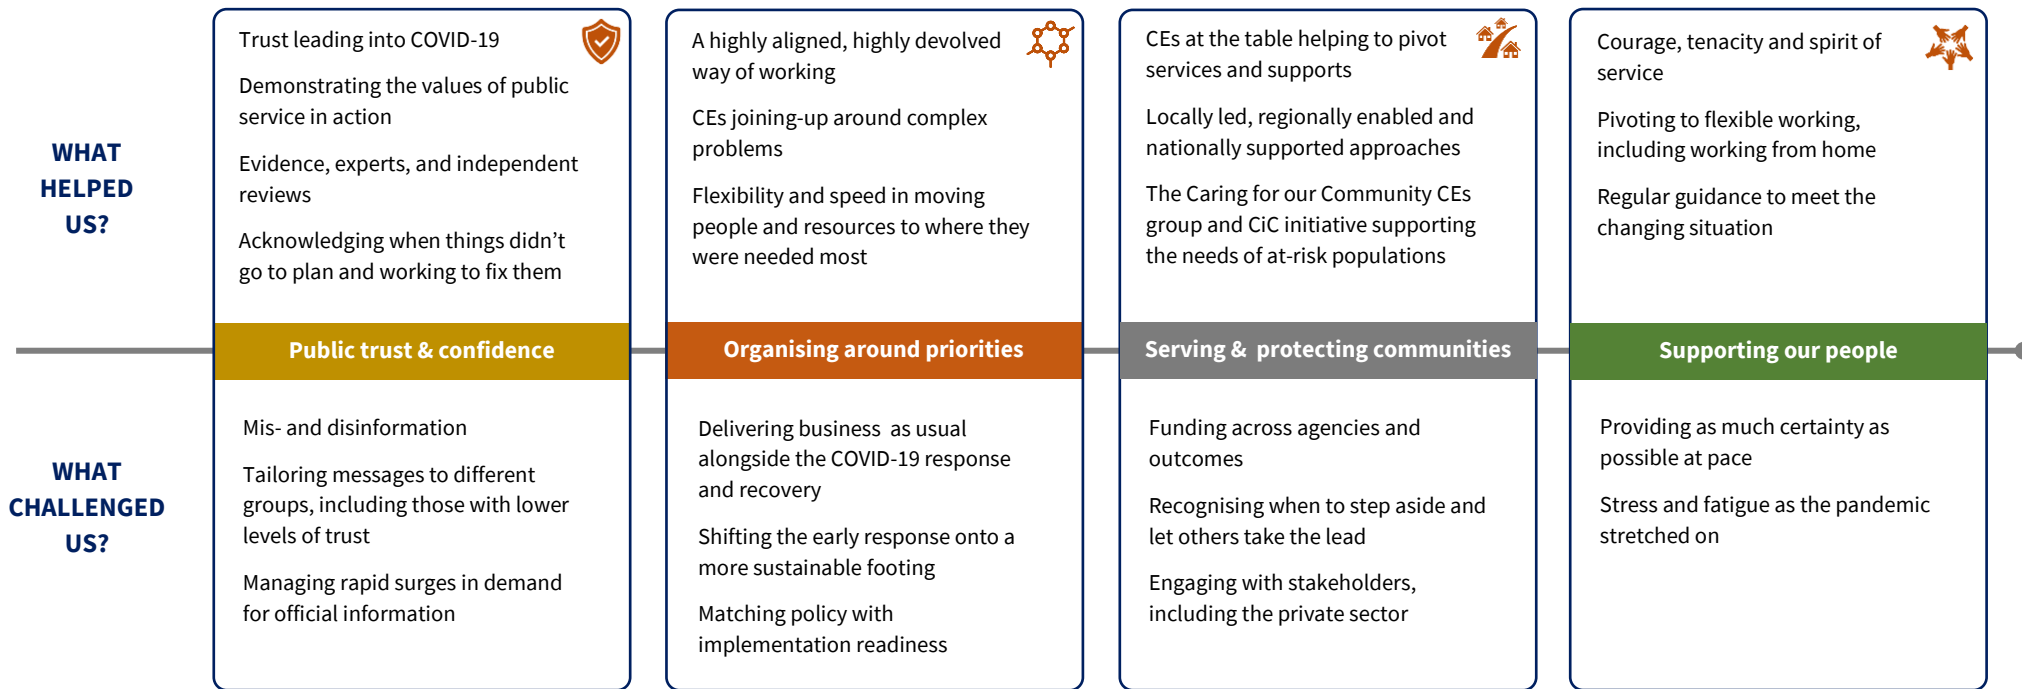 WHAT
HELPED
US?
Trust leading into COVID-19
Demonstrating the values of public
service in action
Evidence, experts, and independent
reviews
Acknowledging when things didn’t
go to plan and working to fix them
A highly aligned, highly devolved
way of working
CEs joining-up around complex
problems
Flexibility and speed in moving
people and resources to where they
were needed most
CEs at the table helping to pivot
services and supports
Locally led, regionally enabled and
nationally supported approaches
The Caring for our Community CEs
group and CiC initiative supporting
the needs of at-risk populations
Courage, tenacity and spirit of
service
Pivoting to flexible working,
including working from home
Regular guidance to meet the
changing situation
Public trust & confidence
Organising around priorities
Serving & protecting communities
Supporting our people
WHAT
CHALLENGED
US?
Mis- and disinformation
Tailoring messages to different
groups, including those with lower
levels of trust
Managing rapid surges in demand
for official information
Delivering business as usual
alongside the COVID-19 response
and recovery
Shifting the early response onto a
more sustainable footing
Matching policy with
implementation readiness
Funding across agencies and
outcomes
Recognising when to step aside and
let others take the lead
Engaging with stakeholders,
including the private sector
Providing as much certainty as
possible at pace
Stress and fatigue as the pandemic
stretched on